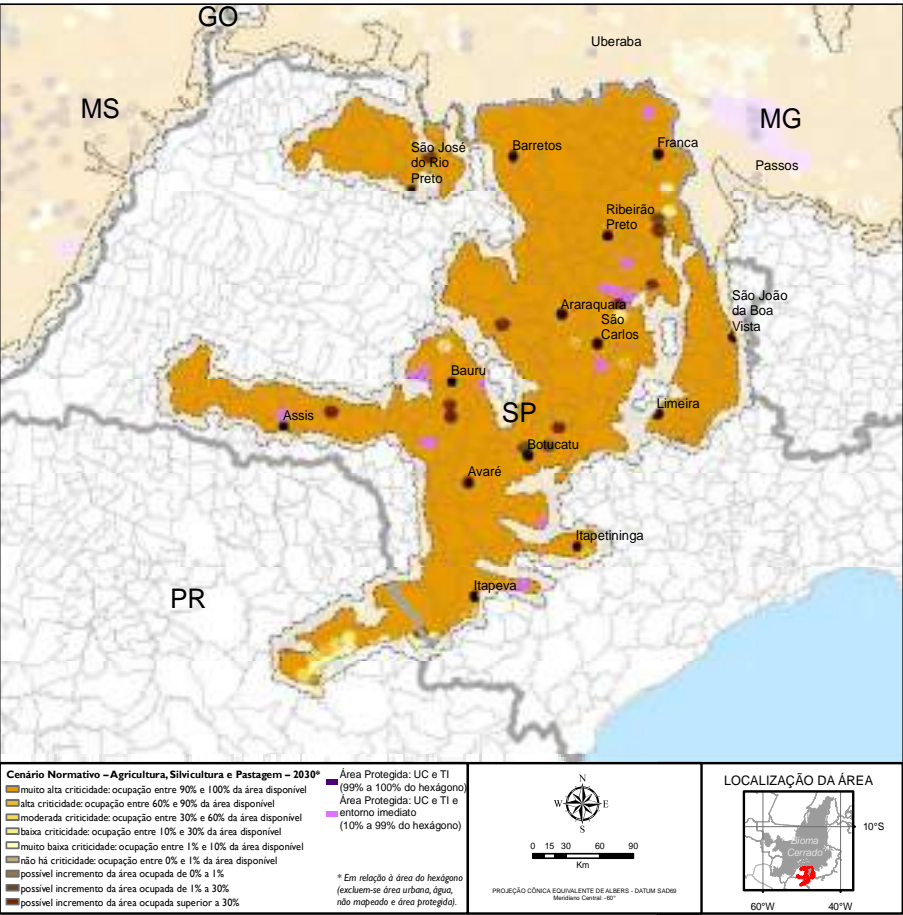 GO
Uberaba
MS
MG
São José
do Rio
Preto
Barretos
Franca
Passos
Ribeirão
Preto
São João
da Boa
Vista
Araraquara
São
Carlos
Bauru
SP
Limeira
Assis
Botucatu
Avaré
Itapetininga
Itapeva
PR
Cenário Normativo – Agricultura, Silvicultura e Pastagem – 2030*
muito alta criticidade: ocupação entre 90% e 100% da área disponível
alta criticidade: ocupação entre 60% e 90% da área disponível
moderada criticidade: ocupação entre 30% e 60% da área disponível
baixa criticidade: ocupação entre 10% e 30% da área disponível
muito baixa criticidade: ocupação entre 1% e 10% da área disponível
não há criticidade: ocupação entre 0% e 1% da área disponível
possível incremento da área ocupada de 0% a 1%
possível incremento da área ocupada de 1% a 30%
possível incremento da área ocupada superior a 30%
Área Protegida: UC e TI
(99% a 100% do hexágono)
Área Protegida: UC e TI e
entorno imediato
(10% a 99% do hexágono)
* Em relação à área do hexágono
(excluem-se área urbana, água,
não mapeado e área protegida).
N
W E
S
0 15 30 60 90
Km
PROJEÇÃO CÔNICA EQUIVALENTE DE ALBERS - DATUM SAD69
Meridiano Central: -60°
LOCALIZAÇÃO DA ÁREA
10°S
Bioma
Cerrado
60°W 40°W